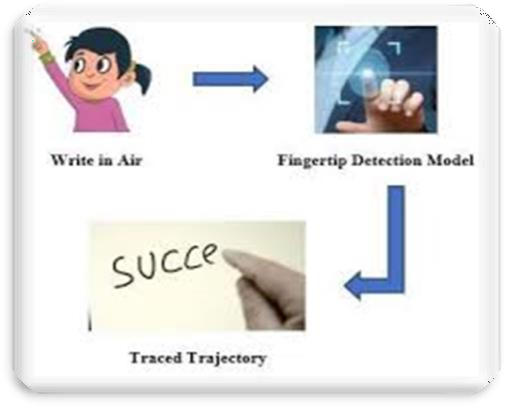 Write in Air
Fingertip Detection Model
succe
Traced Trajectory